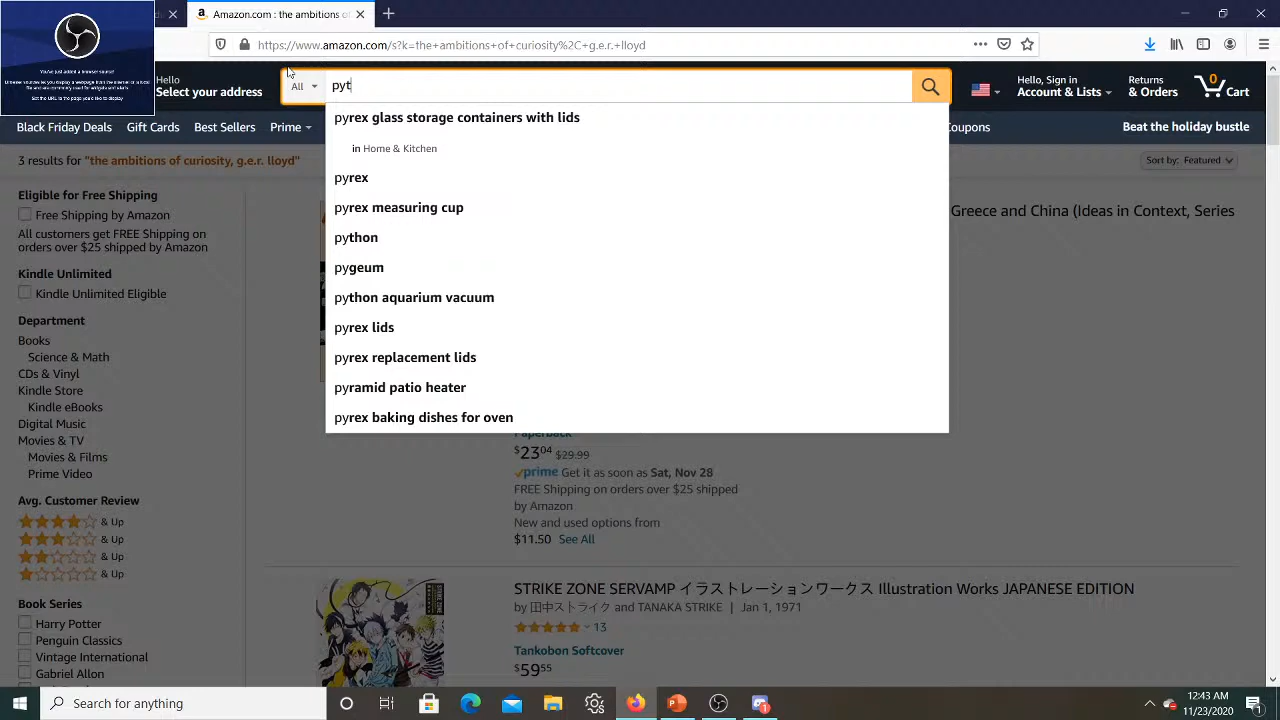 Amazon.com : the ambitions of
https://www.amazon.com/s?k=the+ambitions+of+curiosity%2C+g.e.r.+lloyd
You've just added a browser source!
Hello
Select your address
All
pyt
Hello, Sign in
Account & Lists
Returns
& Orders
0
Cart
Black Friday Deals
Gift Cards
Best Sellers
Prime
Coupons
Beat the holiday bustle
pyrex glass storage containers with lids
in Home & Kitchen
pyrex
pyrex measuring cup
python
pygeum
python aquarium vacuum
pyrex lids
pyrex replacement lids
pyramid patio heater
pyrex baking dishes for oven
3 results for "the ambitions of curiosity, g.e.r. lloyd"
Sort by: Featured
Eligible for Free Shipping
Free Shipping by Amazon
All customers get FREE Shipping on
orders over $25 shipped by Amazon
Kindle Unlimited
Kindle Unlimited Eligible
Department
Books
Science & Math
CDs & Vinyl
Kindle Store
Kindle eBooks
Digital Music
Movies & TV
Movies & Films
Prime Video
Avg. Customer Review
& Up
& Up
& Up
& Up
Book Series
Harry Potter
Penguin Classics
Vintage International
Gabriel Allon
Greece and China (Ideas in Context, Series
Paperback
$23.04 $29.99
prime Get it as soon as Sat, Nov 28
FREE Shipping on orders over $25 shipped
by Amazon
New and used options from
$11.50 See All
STRIKE ZONE SERVAMP イラストレーションワークス Illustration Works JAPANESE EDITION
by 田中ストライク and TANAKA STRIKE | Jan 1, 1971
13
Tankobon Softcover
$59.55
Search for anything
12:43 AM
11/23/2020